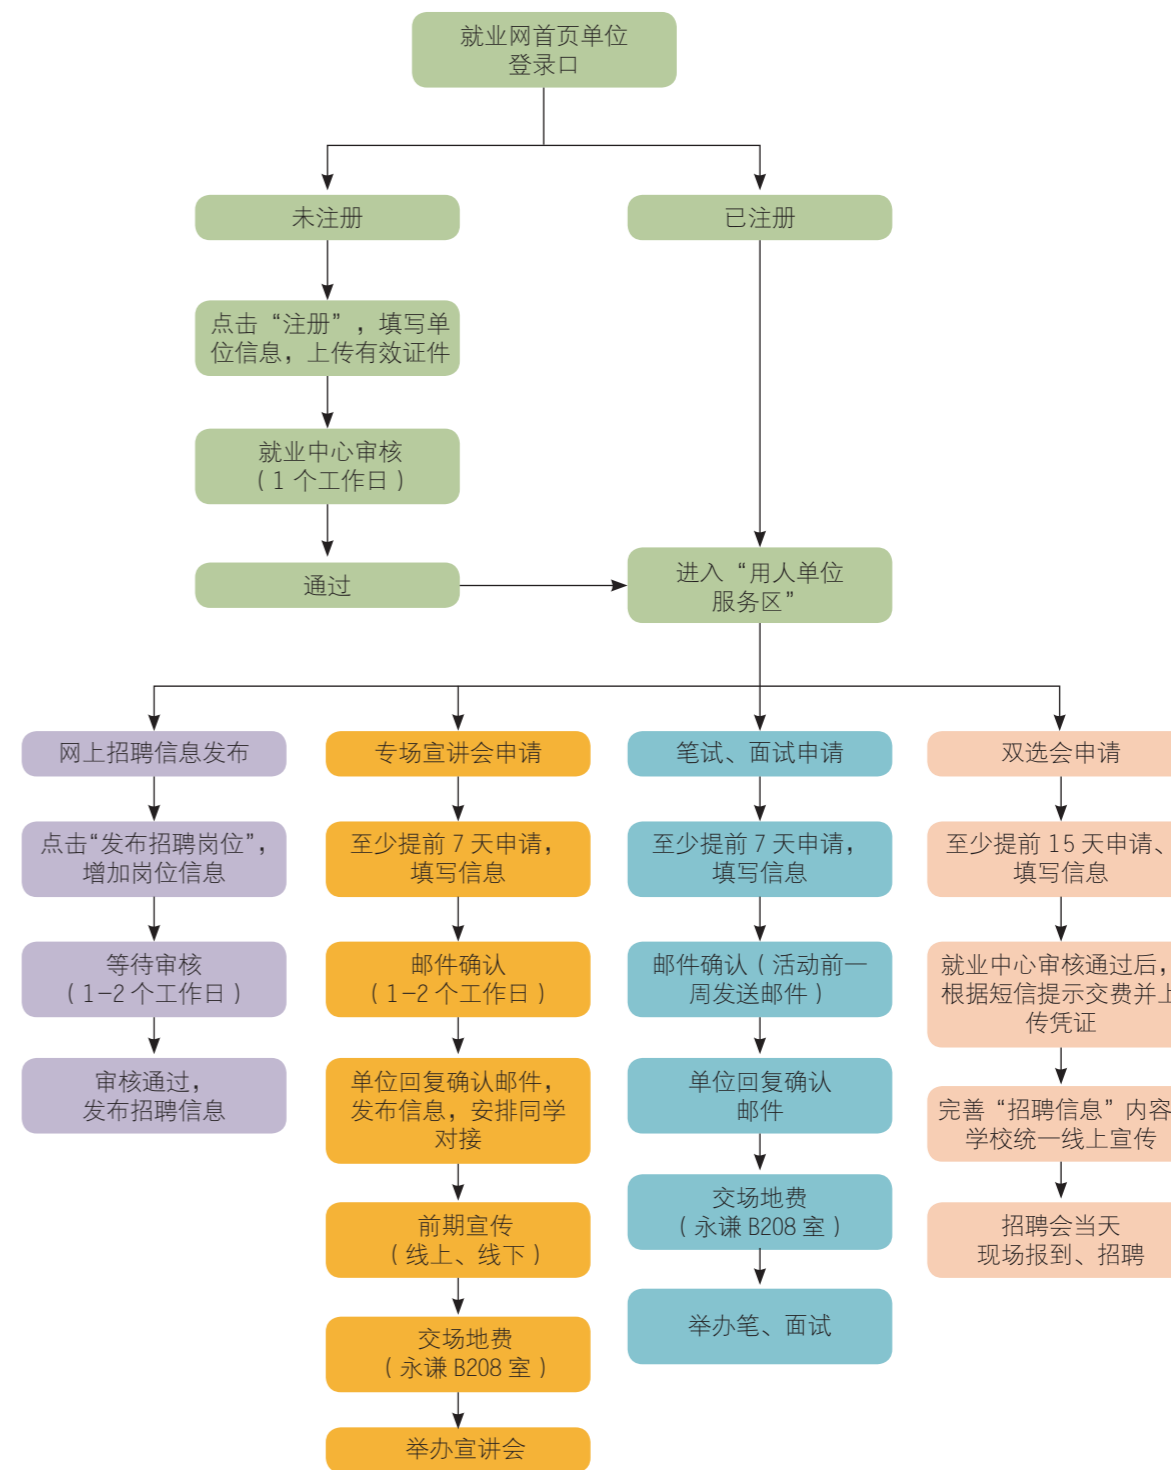 就业网首页单位
登录口
未注册
已注册
点击“注册”，填写单
位信息，上传有效证件
就业中心审核
（1 个工作日）
通过
进入“用人单位
服务区”
网上招聘信息发布
点击“发布招聘岗位”，
增加岗位信息
等待审核
（1-2 个工作日）
审核通过，
发布招聘信息
专场宣讲会申请
至少提前 7 天申请，
填写信息
邮件确认
（1-2 个工作日）
单位回复确认邮件，
发布信息，安排同学
对接
前期宣传
（线上、线下）
交场地费
（永谦 B208 室）
举办宣讲会
笔试、面试申请
至少提前 7 天申请，
填写信息
邮件确认（活动前一
周发送邮件）
单位回复确认
邮件
交场地费
（永谦 B208 室）
举办笔、面试
双选会申请
至少提前 15 天申请、
填写信息
就业中心审核通过后，
根据短信提示交费并上
传凭证
完善“招聘信息”内容
学校统一线上宣传
招聘会当天
现场报到、招聘